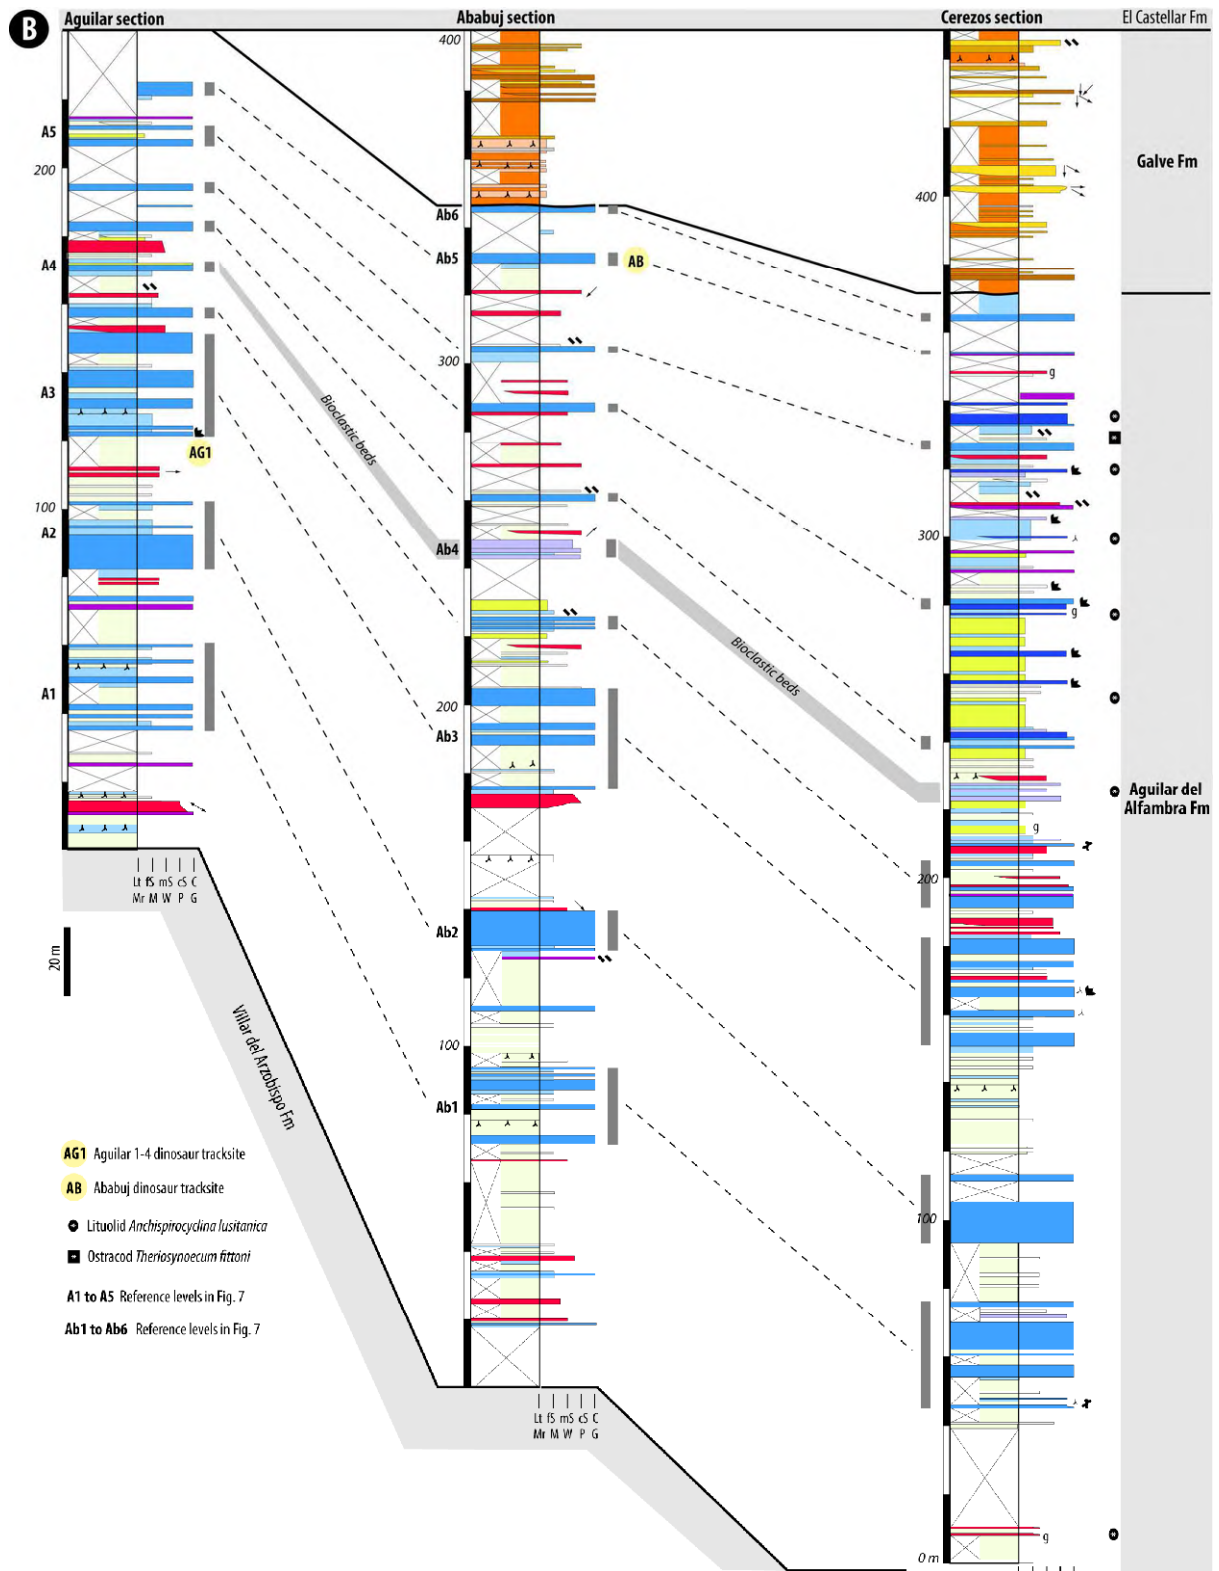 B
Aguilar section
Ababuj section
Cerezos section
El Castellar Fm
400
A5
200
A4
A3
AG1
100
A2
A1
Lt fS mS cS C
Mr M W P G
20 m
Villar del Arzobispo Fm
Bioclastic beds
Ab6
Ab5
AB
300
Ab4
200
Ab3
Ab2
100
Ab1
Lt fS mS cS C
Mr M W P G
Bioclastic beds
Galve Fm
400
g
300
g
Aguilar del
Alfambra Fm
g
200
100
g
0 m
AG1 Aguilar 1-4 dinosaur tracksite
AB Ababuj dinosaur tracksite
Lituolid Anchispirocyclina lusitanica
Ostracod Theriosynoecum fittoni
A1 to A5 Reference levels in Fig. 7
Ab1 to Ab6 Reference levels in Fig. 7